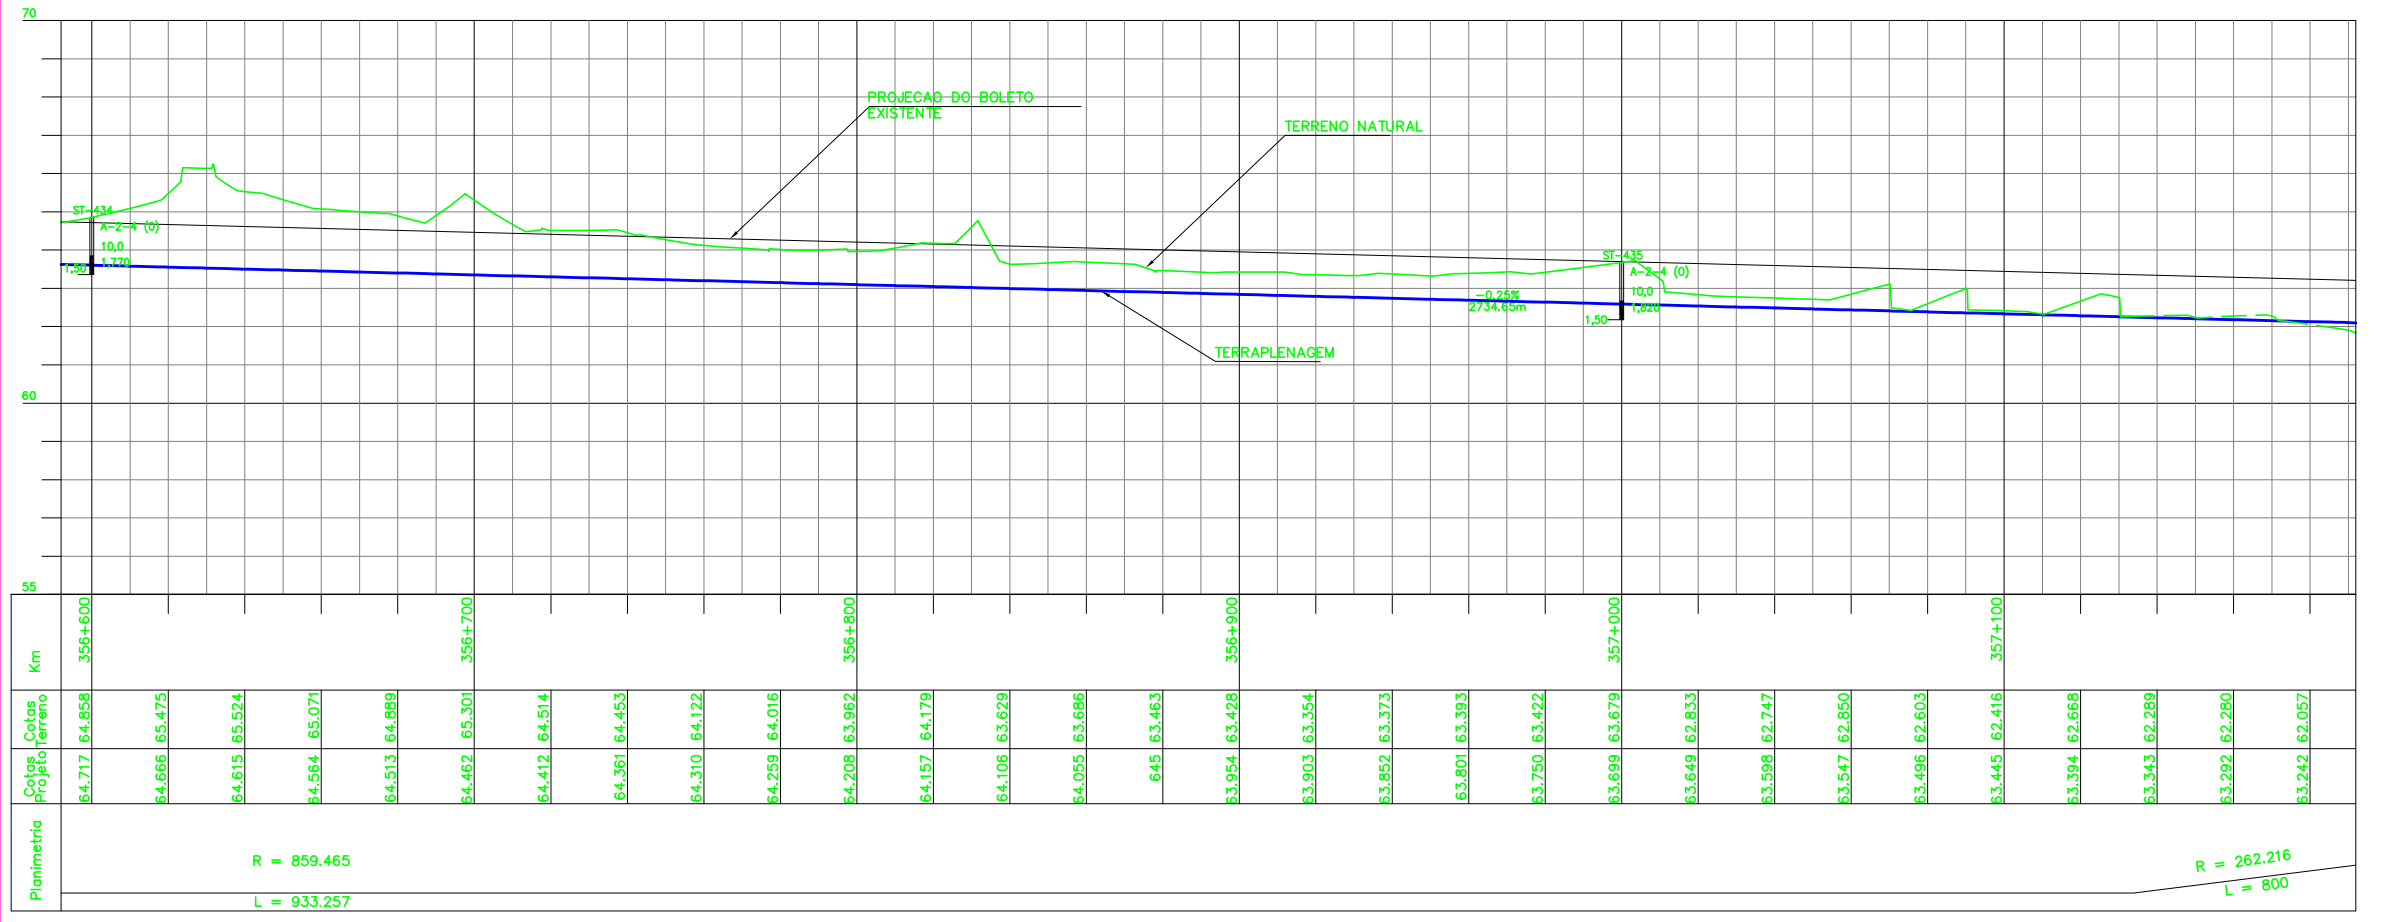 70
PROJECAO DO BOLETO
EXISTENTE
TERRENO NATURAL
ST-434
A-2-4 (0)
10,0
1,770
1,50
ST-435
A-2-4 (0)
10,0
1,820
1,50
-0.25%
2734.65m
TERRAPLENAGEM
60
55
Km
356+600 356+700 356+800 356+900 357+000 357+100
Cotas
Terreno
64.858 65.475 65.524 65.071 64.889 65.301 64.514 64.453 64.122 64.016 63.962 64.179 63.629 63.686 63.463 63.428 63.354 63.373 63.393 63.422 63.679 62.833 62.747 62.850 62.603 62.416 62.668 62.289 62.280 62.057
Cotas
Projeto
64.717 64.666 64.615 64.564 64.513 64.462 64.412 64.361 64.310 64.259 64.208 64.157 64.106 64.055 645 63.954 63.903 63.852 63.801 63.750 63.699 63.649 63.598 63.547 63.496 63.445 63.394 63.343 63.292 63.242
Planimetria
R = 859.465
L = 933.257
R = 262.216
L = 800